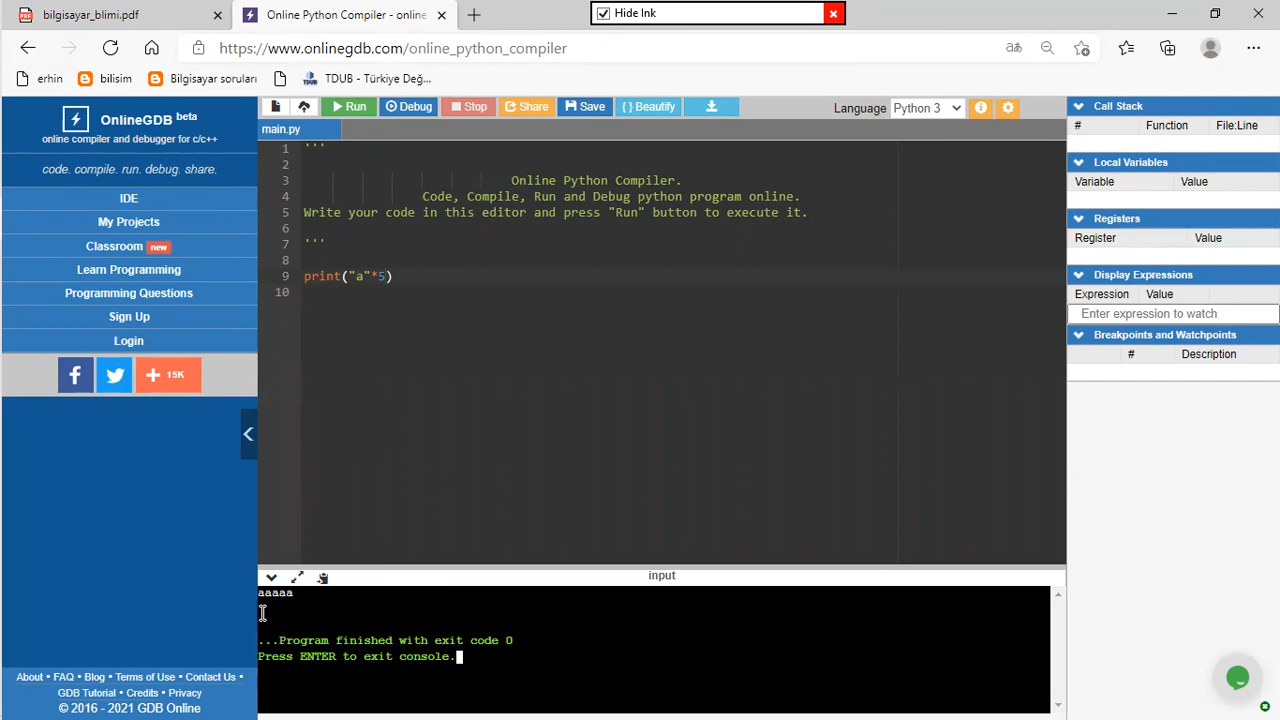 bilgisayar_blimi.pdf
Online Python Compiler - online
Hide Ink
https://www.onlinegdb.com/online_python_compiler
erhin
bilisim
Bilgisayar soruları
TDUB - Türkiye Değ...
OnlineGDB beta
online compiler and debugger for c/c++
code. compile. run. debug. share.
IDE
My Projects
Classroom new
Learn Programming
Programming Questions
Sign Up
Login
15K
About • FAQ • Blog • Terms of Use • Contact Us •
GDB Tutorial • Credits • Privacy
© 2016 - 2021 GDB Online
Run
Debug
Stop
Share
Save
{ } Beautify
Language Python 3
main.py
1 '''
2
3 Online Python Compiler.
4 Code, Compile, Run and Debug python program online.
5 Write your code in this editor and press "Run" button to execute it.
6
7 '''
8
9 print("a"*5)
10
input
aaaaa
...Program finished with exit code 0
Press ENTER to exit console.
Call Stack
# Function File:Line
Local Variables
Variable Value
Registers
Register Value
Display Expressions
Expression Value
Enter expression to watch
Breakpoints and Watchpoints
# Description